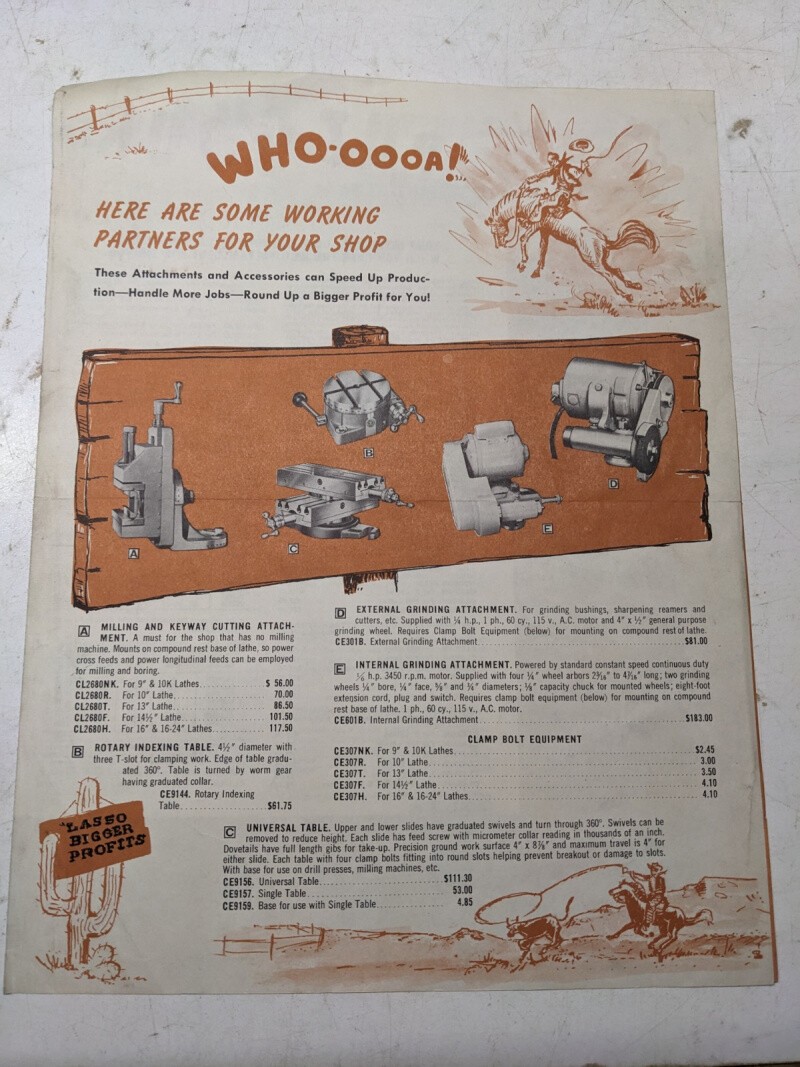 WHO-OOOA!
HERE ARE SOME WORKING
PARTNERS FOR YOUR SHOP
These Attachments and Accessories can Speed Up Produc-
tion—Handle More Jobs—Round Up a Bigger Profit for You!
A
B
C
D
E
A MILLING AND KEYWAY CUTTING ATTACH-
MENT. A must for the shop that has no milling
machine. Mounts on compound rest base of lathe, so power
cross feeds and power longitudinal feeds can be employed
for milling and boring.
CL2680NK. For 9" & 10K Lathes $ 56.00
CL2680R. For 10" Lathe 70.00
CL2680T. For 13" Lathe 86.50
CL2680F. For 14½" Lathe 101.50
CL2680H. For 16" & 16-24" Lathes 117.50
B ROTARY INDEXING TABLE. 4½" diameter with
three T-slot for clamping work. Edge of table gradu-
ated 360°. Table is turned by worm gear
having graduated collar.
CE9144. Rotary Indexing
Table $61.75
"LASSO
BIGGER
PROFITS"
D EXTERNAL GRINDING ATTACHMENT. For grinding bushings, sharpening reamers and
cutters, etc. Supplied with ¼ h.p., 1 ph., 60 cy., 115 v., A.C. motor and 4" x ½" general purpose
grinding wheel. Requires Clamp Bolt Equipment (below) for mounting on compound rest of lathe.
CE301B. External Grinding Attachment $81.00
E INTERNAL GRINDING ATTACHMENT. Powered by standard constant speed continuous duty
h.p. 3450 r.p.m. motor. Supplied with four ¼" wheel arbors long; two grinding
wheels ¼" bore, ¼" face, ⅝" and ¾" diameters; ⅛" capacity chuck for mounted wheels; eight-foot
extension cord, plug and switch. Requires clamp bolt equipment (below) for mounting on compound
rest base of lathe. 1 ph., 60 cy., 115 v., A.C. motor.
CE601B. Internal Grinding Attachment $183.00
CLAMP BOLT EQUIPMENT
CE307NK. For 9" & 10K Lathes $2.45
CE307R. For 10" Lathe 3.00
CE307T. For 13" Lathe 3.50
CE307F. For 14½" Lathe 4.10
CE307H. For 16" & 16-24" Lathes 4.10
C UNIVERSAL TABLE. Upper and lower slides have graduated swivels and turn through 360°. Swivels can be
removed to reduce height. Each slide has feed screw with micrometer collar reading in thousands of an inch.
Dovetails have full length gibs for take-up. Precision ground work surface 4" x 8⅞" and maximum travel is 4" for
either slide. Each table with four clamp bolts fitting into round slots helping prevent breakout or damage to slots.
With base for use on drill presses, milling machines, etc.
CE9156. Universal Table $111.30
CE9157. Single Table 53.00
CE9159. Base for use with Single Table 4.85